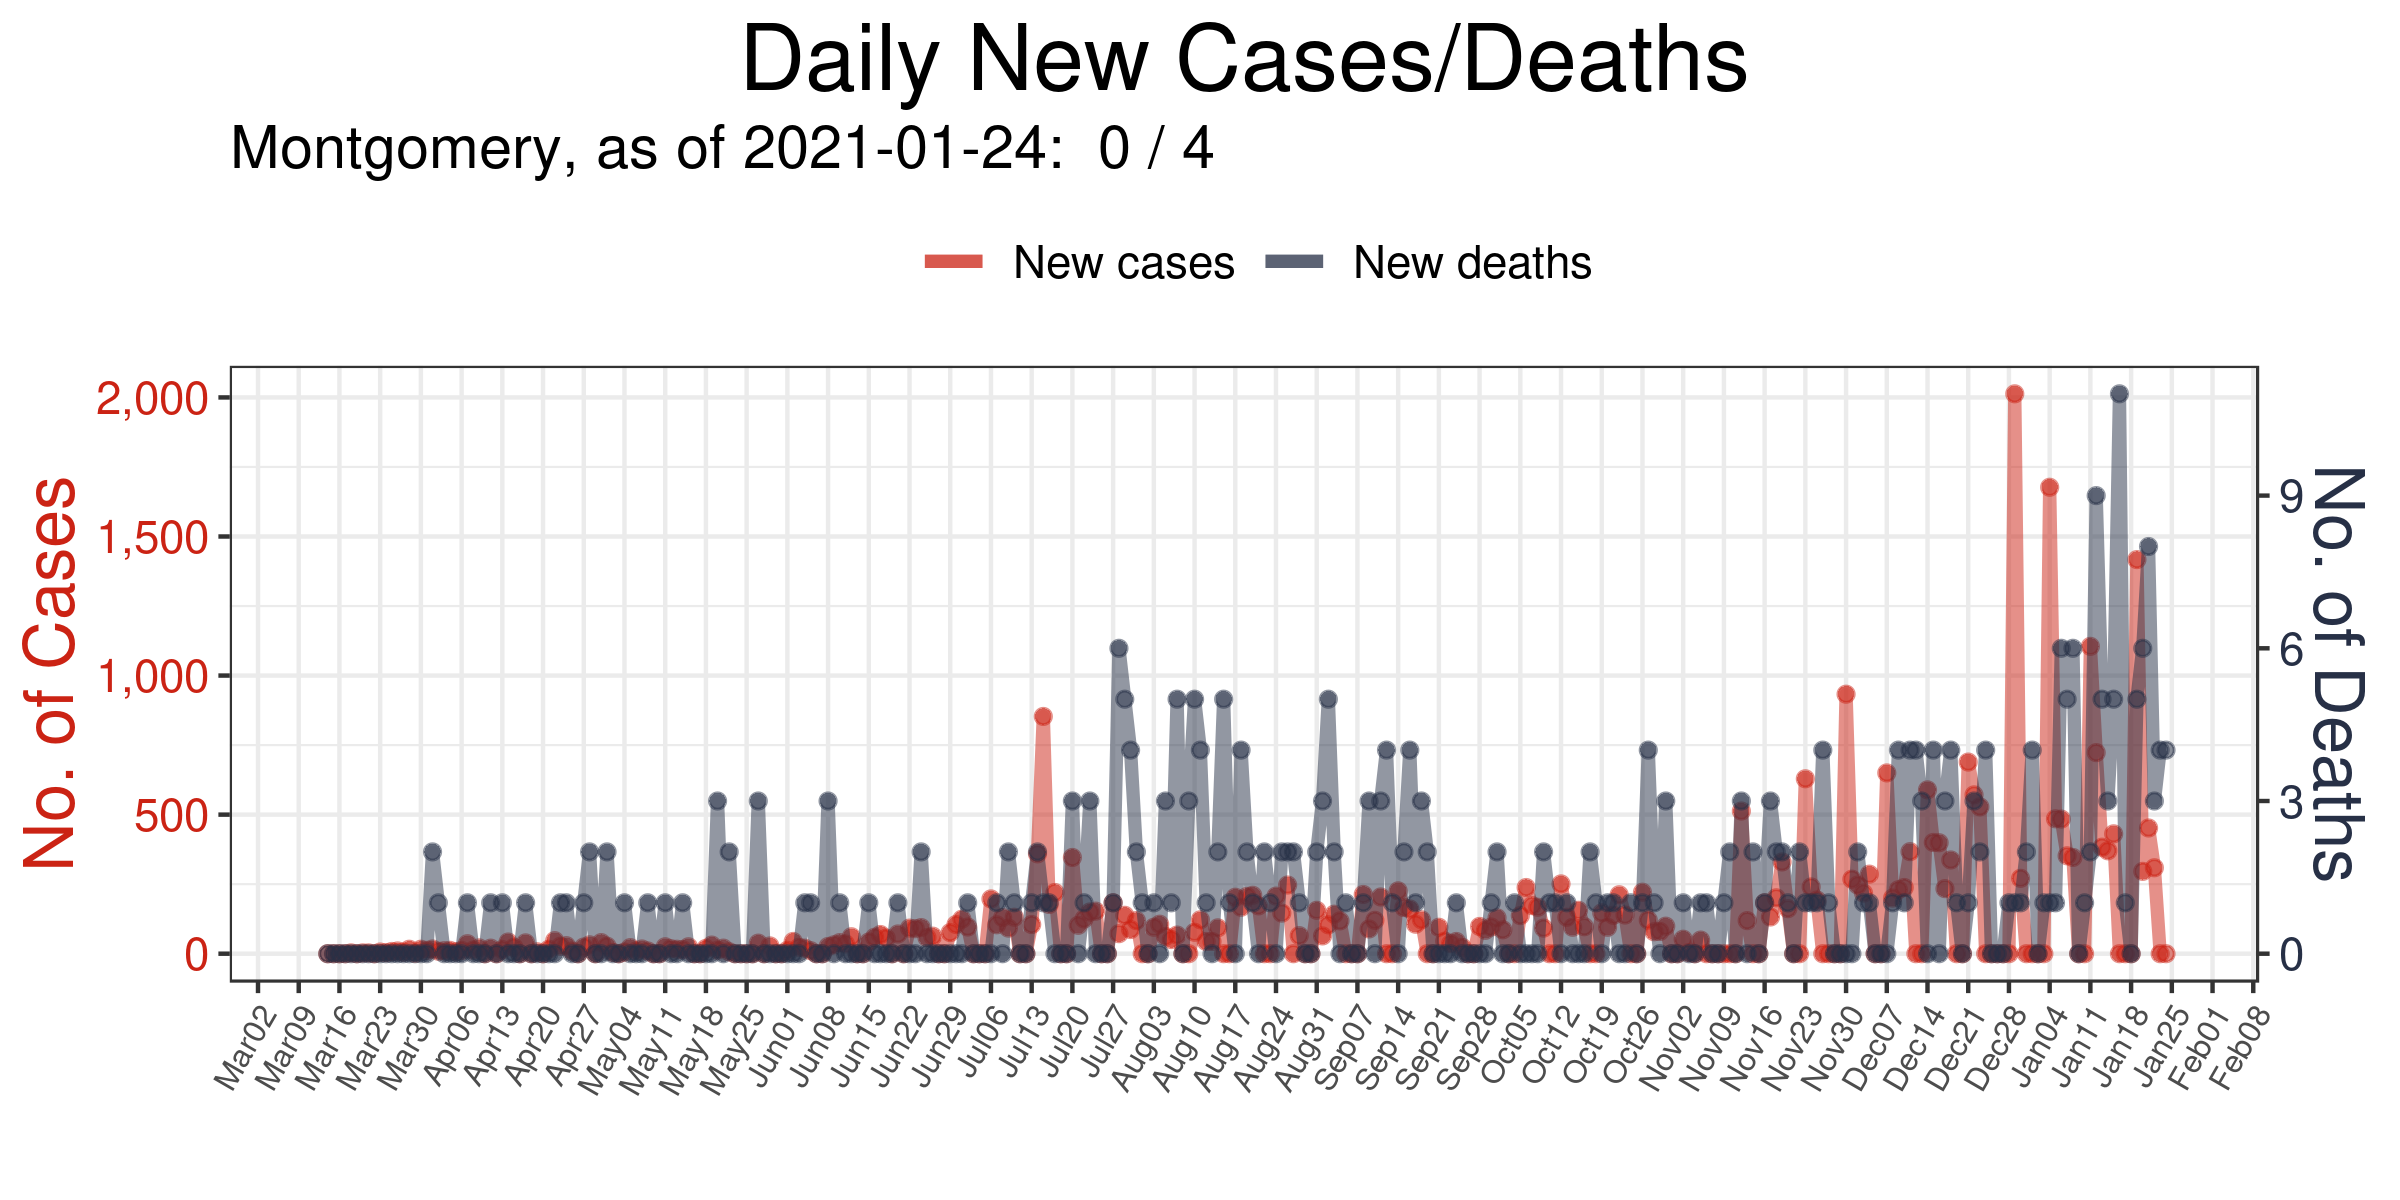 Daily New Cases/Deaths
Montgomery, as of 2021-01-24: 0 / 4
New cases
New deaths
No. of Cases
2,000
1,500
1,000
500
0
No. of Deaths
9
6
3
0
Mar02
Mar09
Mar16
Mar23
Mar30
Apr06
Apr13
Apr20
Apr27
May04
May11
May18
May25
Jun01
Jun08
Jun15
Jun22
Jun29
Jul06
Jul13
Jul20
Jul27
Aug03
Aug10
Aug17
Aug24
Aug31
Sep07
Sep14
Sep21
Sep28
Oct05
Oct12
Oct19
Oct26
Nov02
Nov09
Nov16
Nov23
Nov30
Dec07
Dec14
Dec21
Dec28
Jan04
Jan11
Jan18
Jan25
Feb01
Feb08